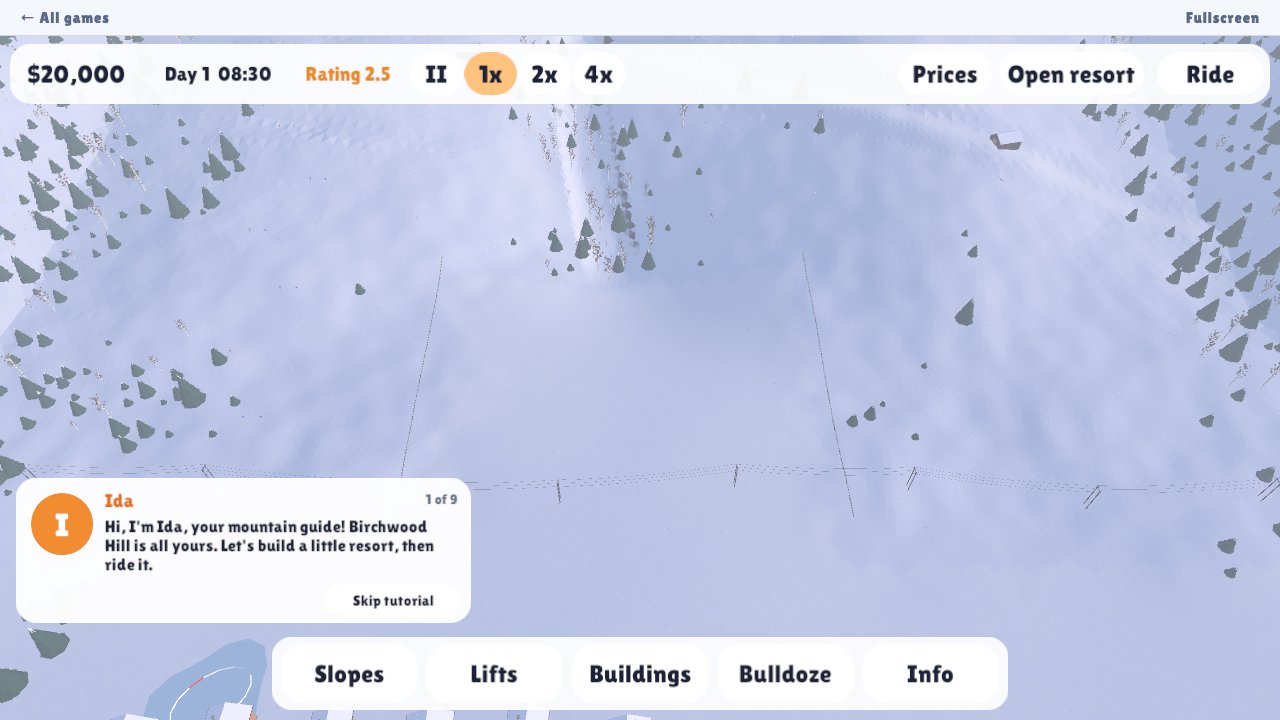 ← All games
Fullscreen
$20,000
Day 1 08:30
Rating 2.5
II
1x
2x
4x
Prices
Open resort
Ride
I
Ida
1 of 9
Hi, I'm Ida, your mountain guide! Birchwood
Hill is all yours. Let's build a little resort, then
ride it.
Skip tutorial
Slopes
Lifts
Buildings
Bulldoze
Info